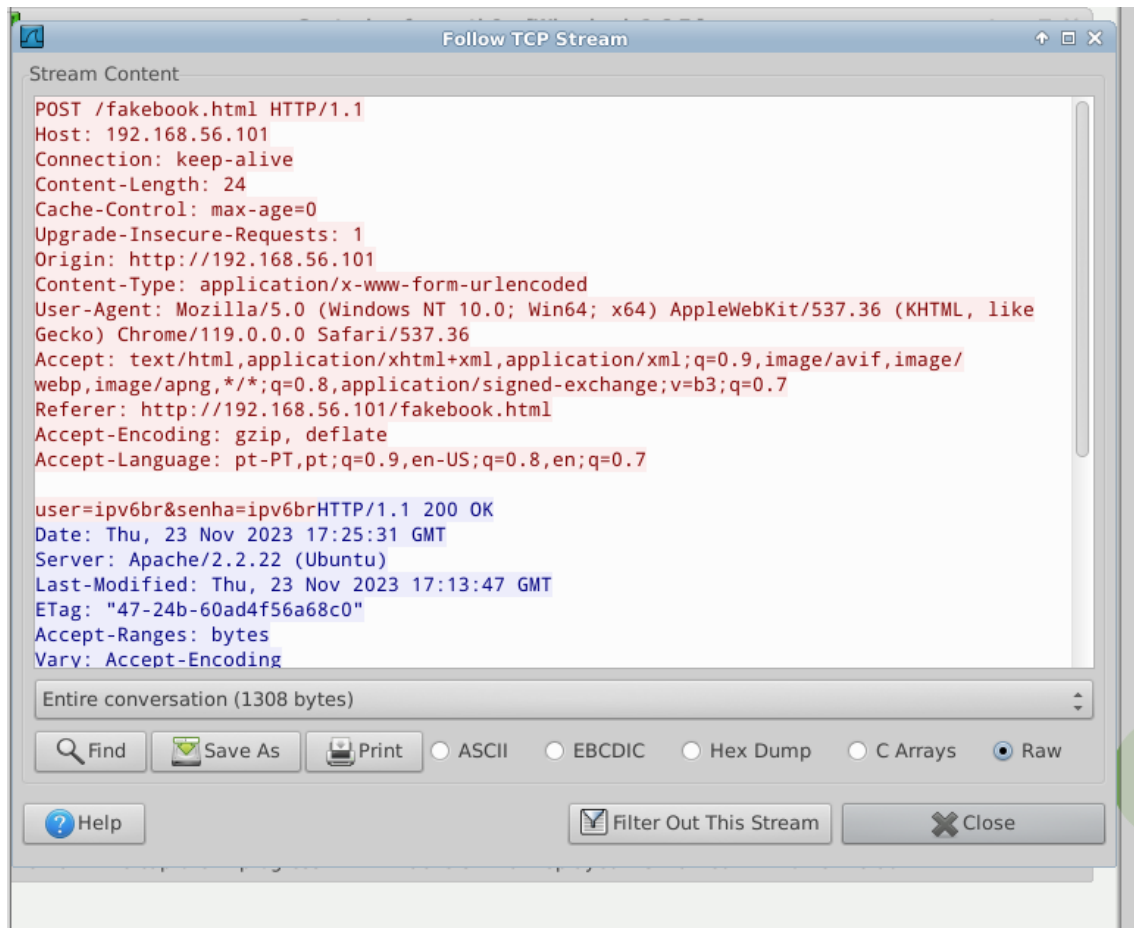 Follow TCP Stream
Stream Content
POST /fakebook.html HTTP/1.1
Host: 192.168.56.101
Connection: keep-alive
Content-Length: 24
Cache-Control: max-age=0
Upgrade-Insecure-Requests: 1
Origin: http://192.168.56.101
Content-Type: application/x-www-form-urlencoded
User-Agent: Mozilla/5.0 (Windows NT 10.0; Win64; x64) AppleWebKit/537.36 (KHTML, like
Gecko) Chrome/119.0.0.0 Safari/537.36
Accept: text/html,application/xhtml+xml,application/xml;q=0.9,image/avif,image/
webp,image/apng,*/*;q=0.8,application/signed-exchange;v=b3;q=0.7
Referer: http://192.168.56.101/fakebook.html
Accept-Encoding: gzip, deflate
Accept-Language: pt-PT,pt;q=0.9,en-US;q=0.8,en;q=0.7
user=ipv6br&senha=ipv6brHTTP/1.1 200 OK
Date: Thu, 23 Nov 2023 17:25:31 GMT
Server: Apache/2.2.22 (Ubuntu)
Last-Modified: Thu, 23 Nov 2023 17:13:47 GMT
ETag: "47-24b-60ad4f56a68c0"
Accept-Ranges: bytes
Vary: Accept-Encoding
Entire conversation (1308 bytes)
Find Save As Print ASCII EBCDIC Hex Dump C Arrays Raw
Help Filter Out This Stream Close